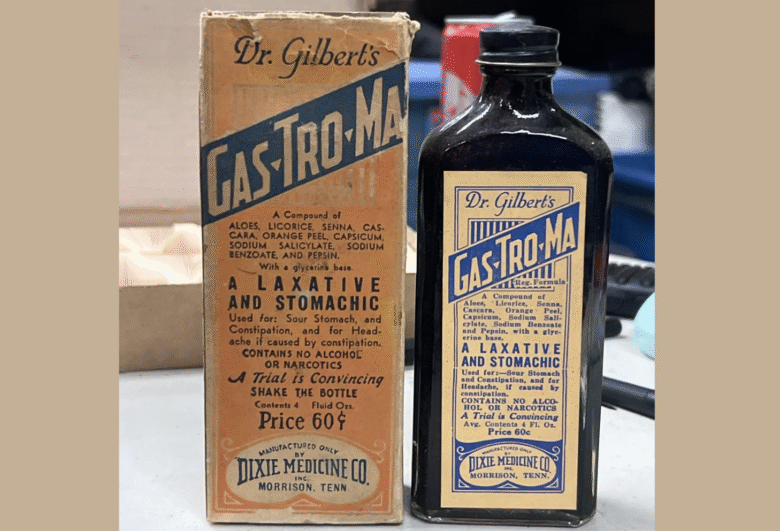 Dr. Gilbert's
GAS-TRO-MA
A Compound of
ALOES, LICORICE, SENNA, CAS-
CARA, ORANGE PEEL, CAPSICUM,
SODIUM SALICYLATE, SODIUM
BENZOATE, AND PEPSIN.
With a glycerine base.
A LAXATIVE
AND STOMACHIC
Used for: Sour Stomach, and
Constipation, and for Head-
ache if caused by constipation.
CONTAINS NO ALCOHOL
OR NARCOTICS
A Trial is Convincing
SHAKE THE BOTTLE
Contents 4 Fluid Ozs.
Price 60¢
MANUFACTURED ONLY
BY
DIXIE MEDICINE CO.
INC.
MORRISON, TENN
Dr. Gilbert's
GAS-TRO-MA
Reg. Formula
A Compound of
Aloes, Licorice, Senna,
Cascara, Orange Peel,
Capsicum, Sodium Sali-
cylate, Sodium Benzoate
and Pepsin, with a glyc-
erine base.
A LAXATIVE
AND STOMACHIC
Used for:—Sour Stomach
and Constipation, and for
Headache, if caused by
constipation.
CONTAINS NO ALCO-
HOL OR NARCOTICS
A Trial is Convincing
Avg. Contents 4 Fl. Oz.
Price 60c
MANUFACTURED ONLY
BY
DIXIE MEDICINE CO.
INC.
MORRISON, TENN.